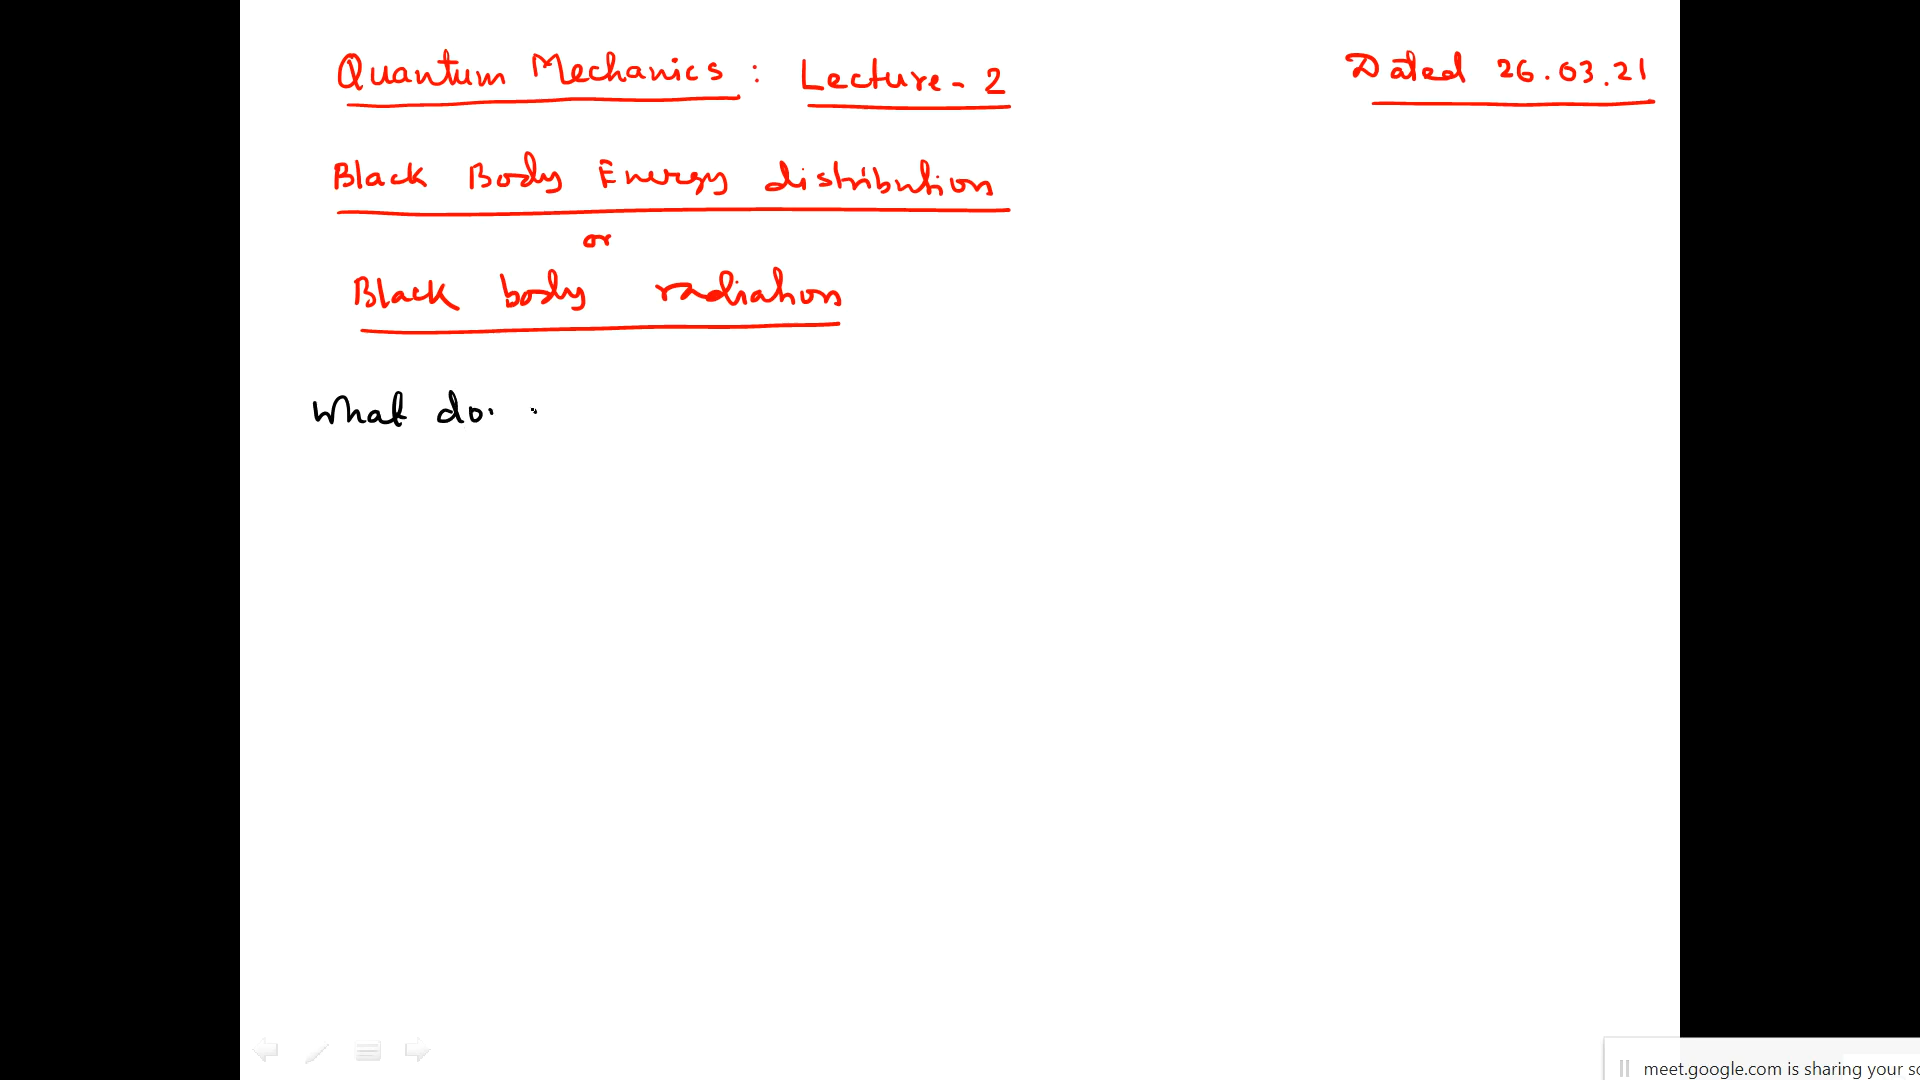 Quantum Mechanics : Lecture - 2 Dated 26.03.21
Black Body Energy distribution
or
Black body radiation
What do
meet.google.com is sharing your sc